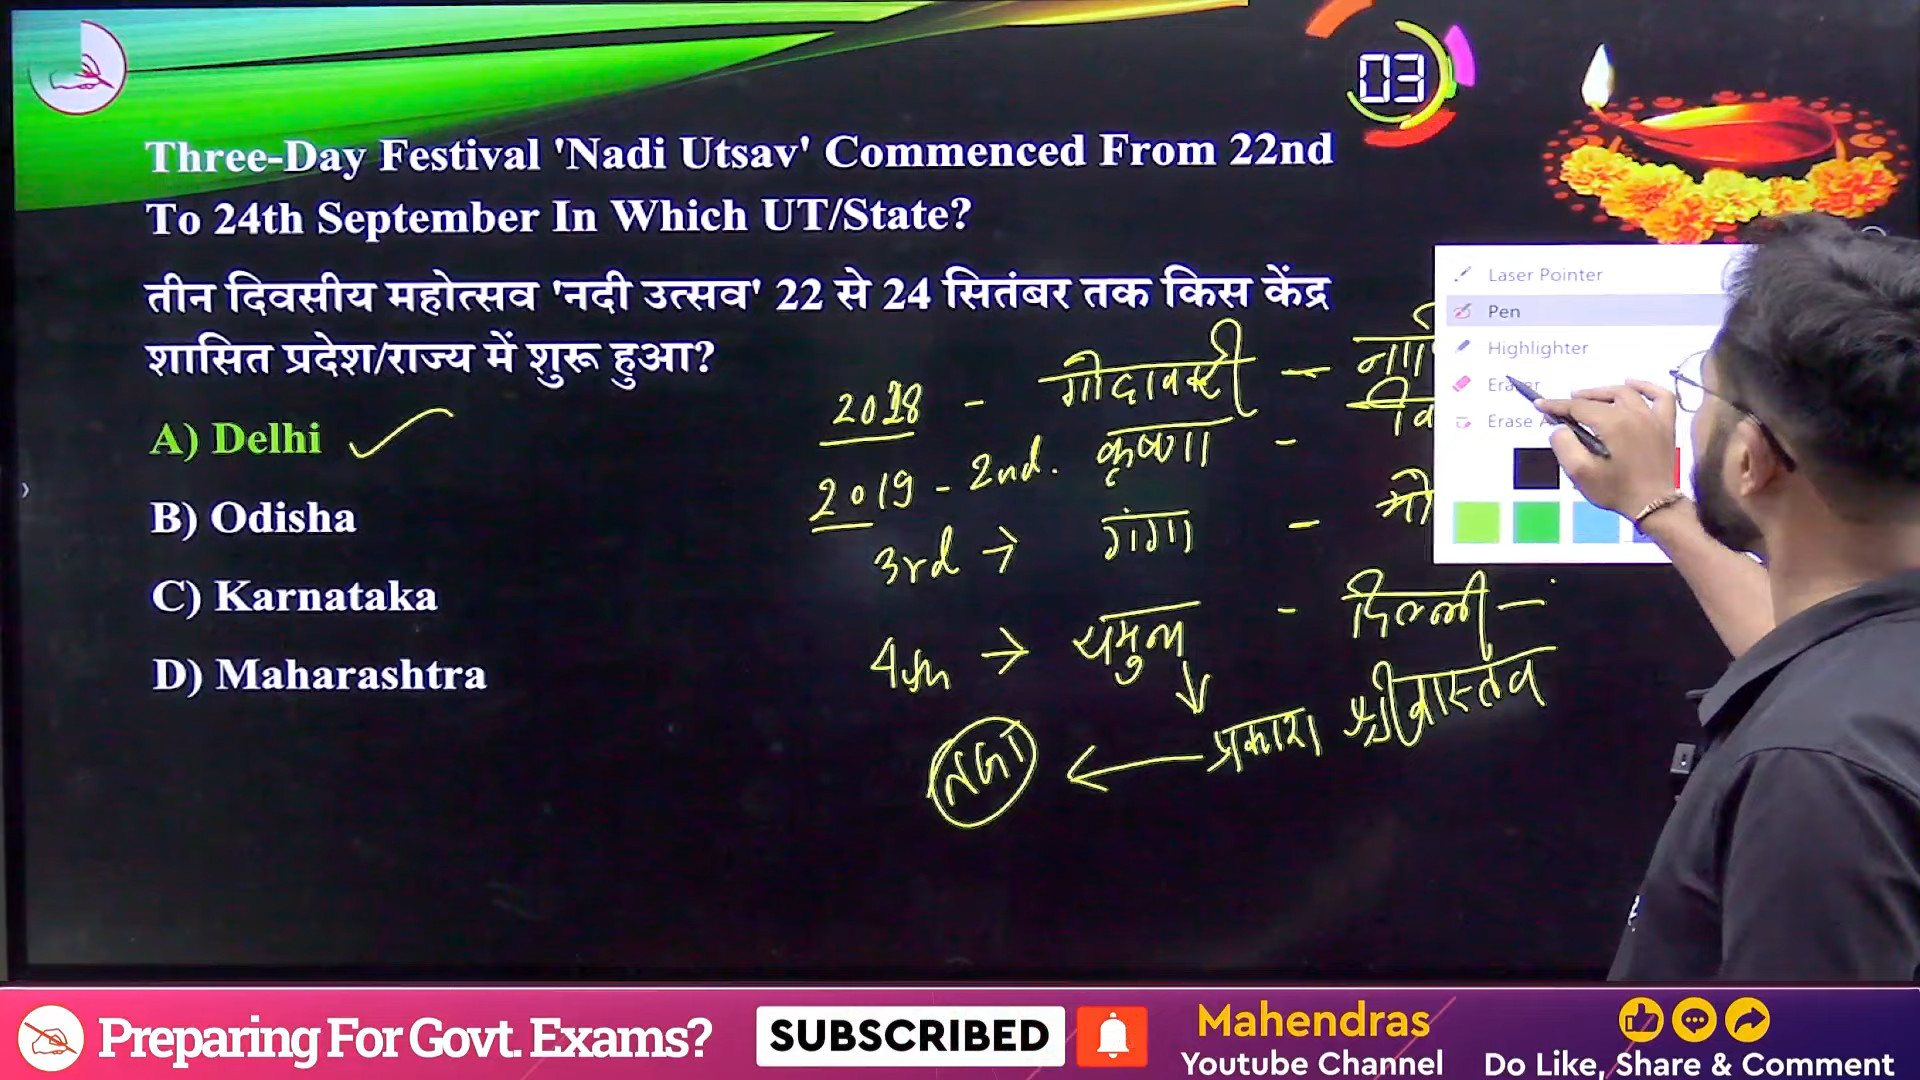 03
Three-Day Festival 'Nadi Utsav' Commenced From 22nd
To 24th September In Which UT/State?
तीन दिवसीय महोत्सव 'नदी उत्सव' 22 से 24 सितंबर तक किस केंद्र
शासित प्रदेश/राज्य में शुरू हुआ?
A) Delhi
B) Odisha
C) Karnataka
D) Maharashtra
2018 - गोदावरी -
2019 - 2nd. कृष्णा -
3rd → गंगा -
4th → यमुना - दिल्ली -
प्रकाश श्रीवास्तव
Laser Pointer
Pen
Highlighter
Eraser
Erase
Preparing For Govt. Exams?
SUBSCRIBED
Mahendras
Youtube Channel
Do Like, Share & Comment